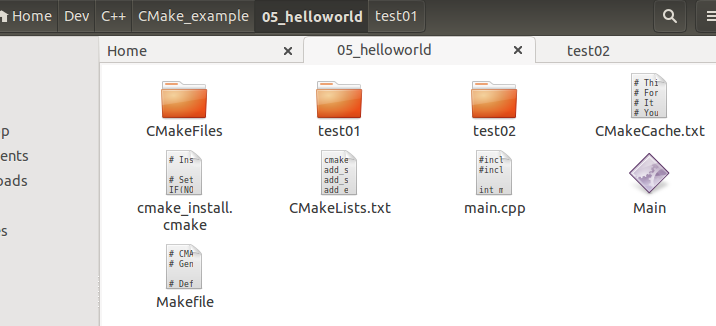 Home Dev C++ CMake_example 05_helloworld test01
Home 05_helloworld test02
CMakeFiles test01 test02 CMakeCache.txt
# Thi
# For
# It
# You
p
ents
oads
s
# Ins
# Set
IF(NO
cmake
add_s
add_s
add_e
#incl
#incl
int m
cmake_install.
cmake
CMakeLists.txt main.cpp Main
# CMA
# Gen
# Def
Makefile